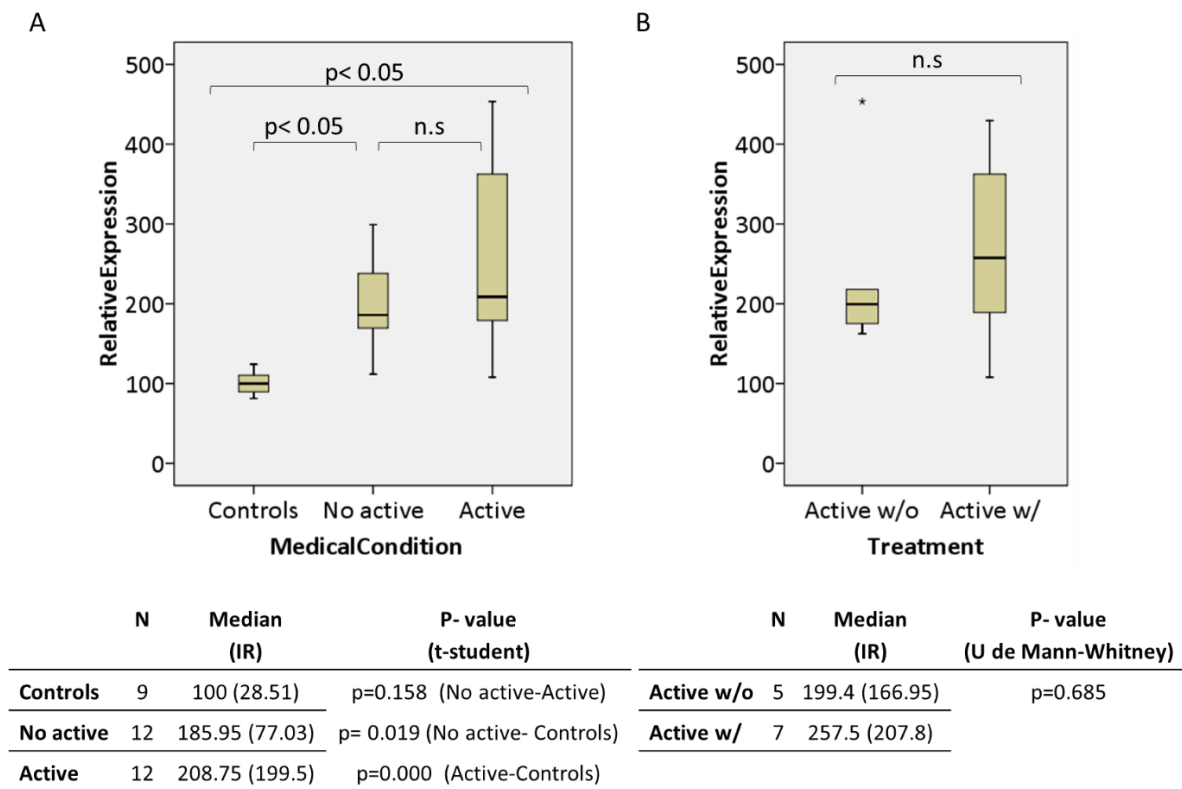 A
B
500
400
300
200
100
0
RelativeExpression
p< 0.05
p< 0.05
n.s
Controls No active Active
MedicalCondition
500
400
300
200
100
0
RelativeExpression
n.s
*
Active w/o Active w/
Treatment
N Median P- value
(IR) (t-student)
Controls 9 100 (28.51) p=0.158 (No active-Active)
No active 12 185.95 (77.03) p= 0.019 (No active- Controls)
Active 12 208.75 (199.5) p=0.000 (Active-Controls)
N Median P- value
(IR) (U de Mann-Whitney)
Active w/o 5 199.4 (166.95) p=0.685
Active w/ 7 257.5 (207.8)